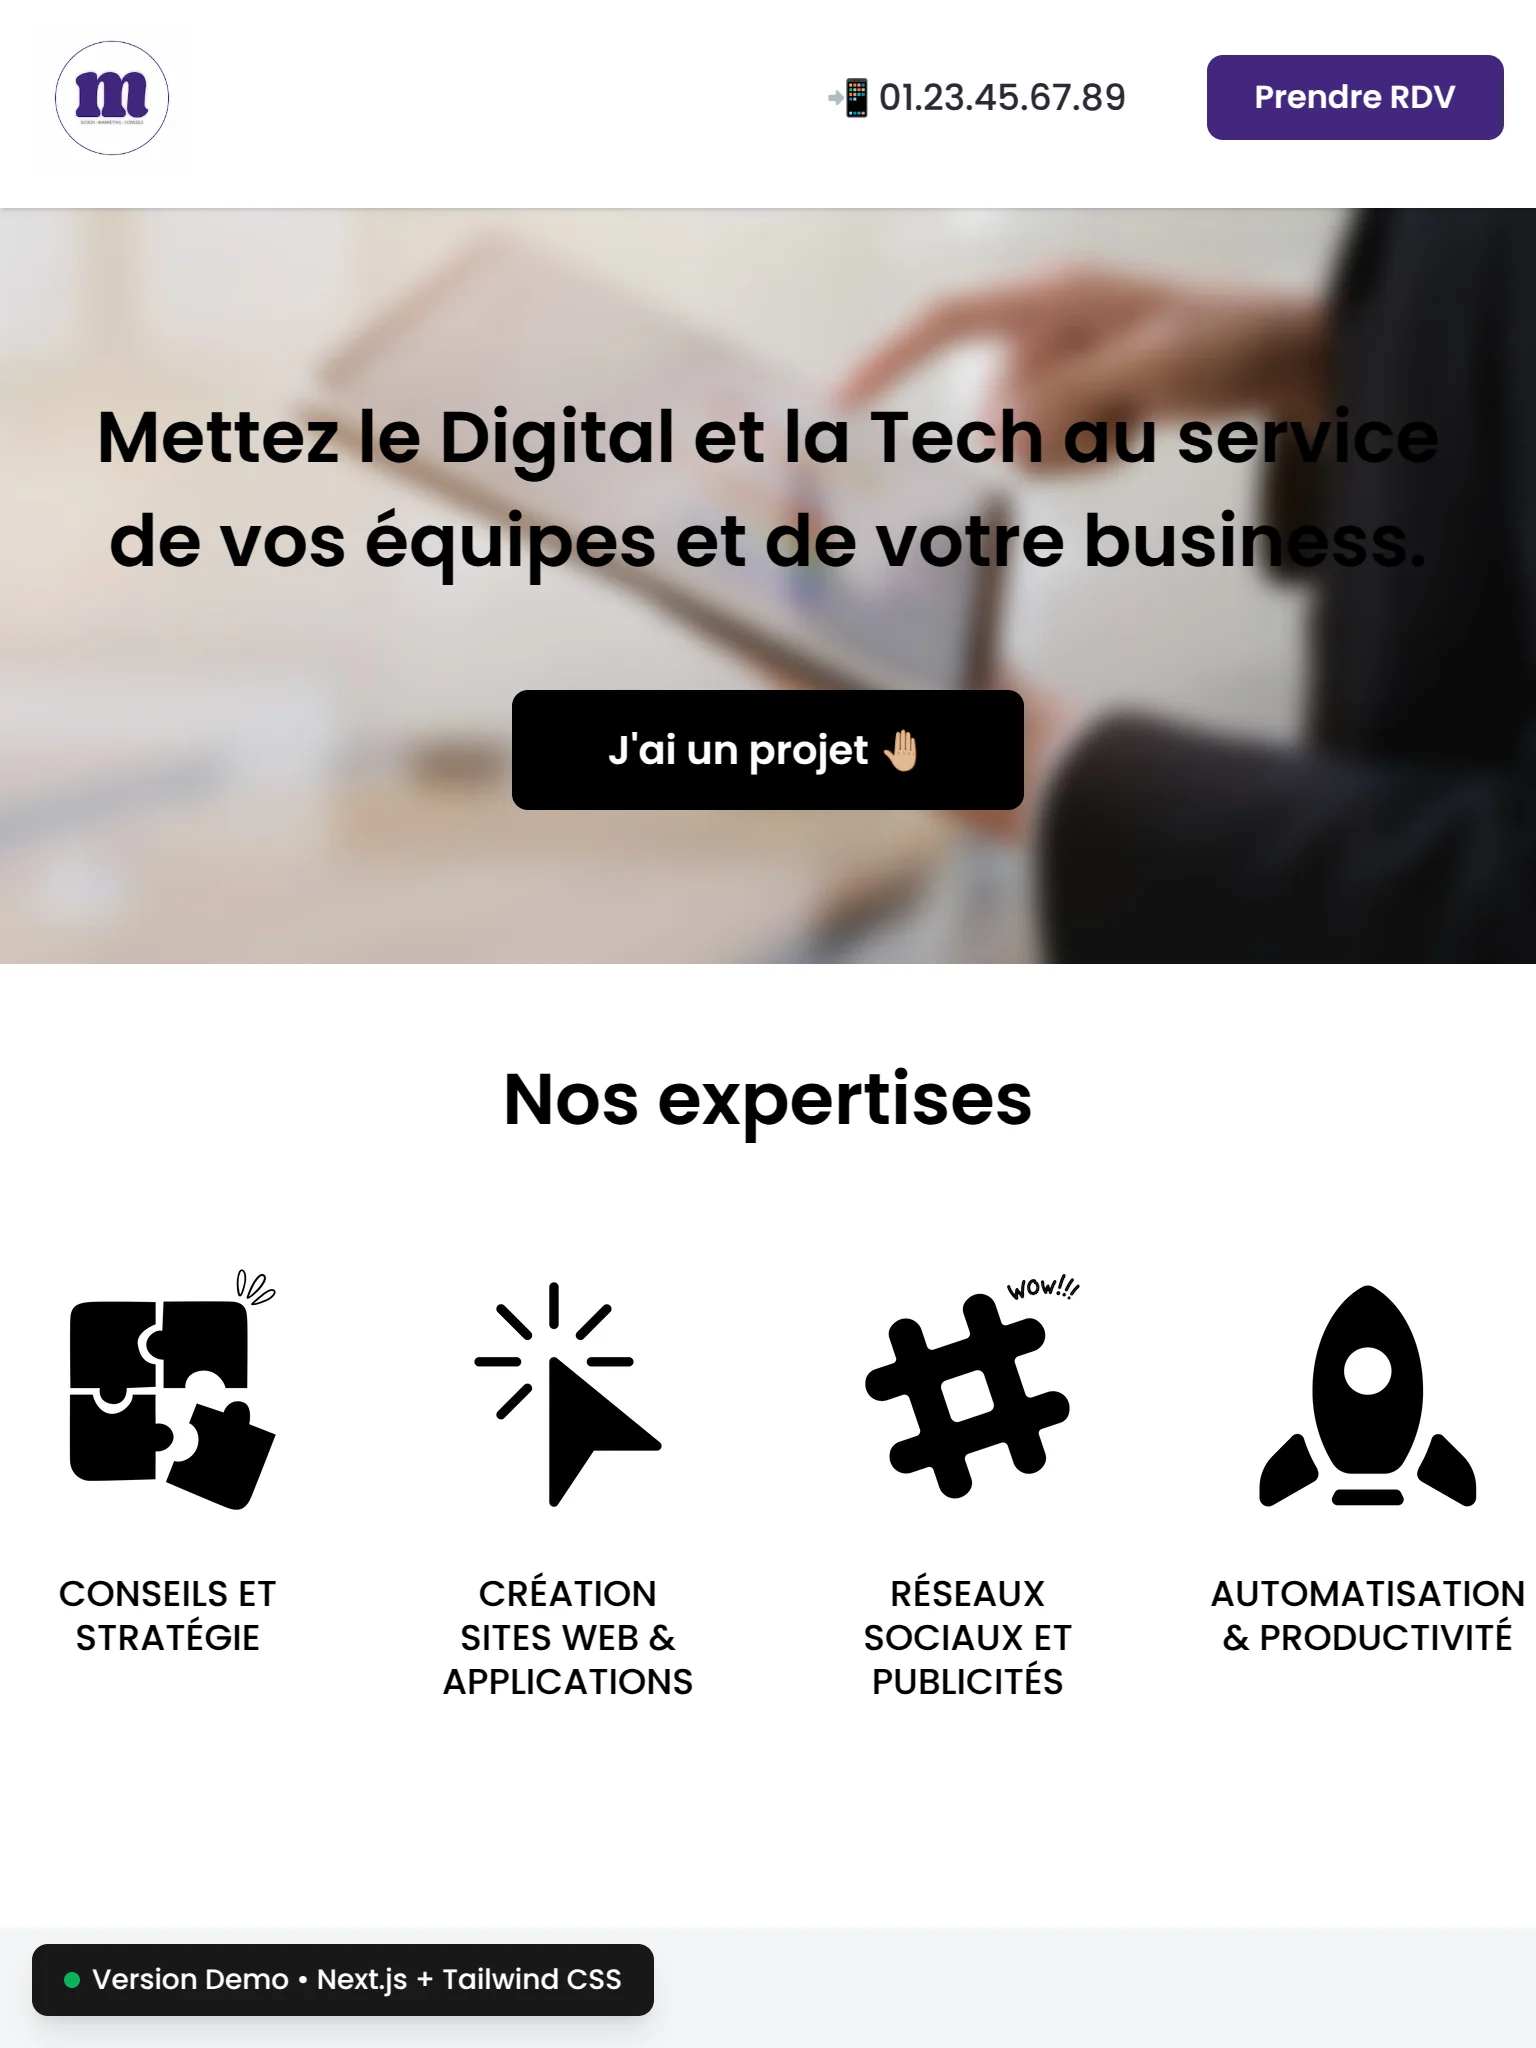 m
DESIGN - MARKETING - CONSEILS
📲 01.23.45.67.89
Prendre RDV
Mettez le Digital et la Tech au service
de vos équipes et de votre business.
J'ai un projet 🤚🏼
Nos expertises
WOW!!!
CONSEILS ET
STRATÉGIE
CRÉATION
SITES WEB &
APPLICATIONS
RÉSEAUX
SOCIAUX ET
PUBLICITÉS
AUTOMATISATION
& PRODUCTIVITÉ
Version Demo • Next.js + Tailwind CSS